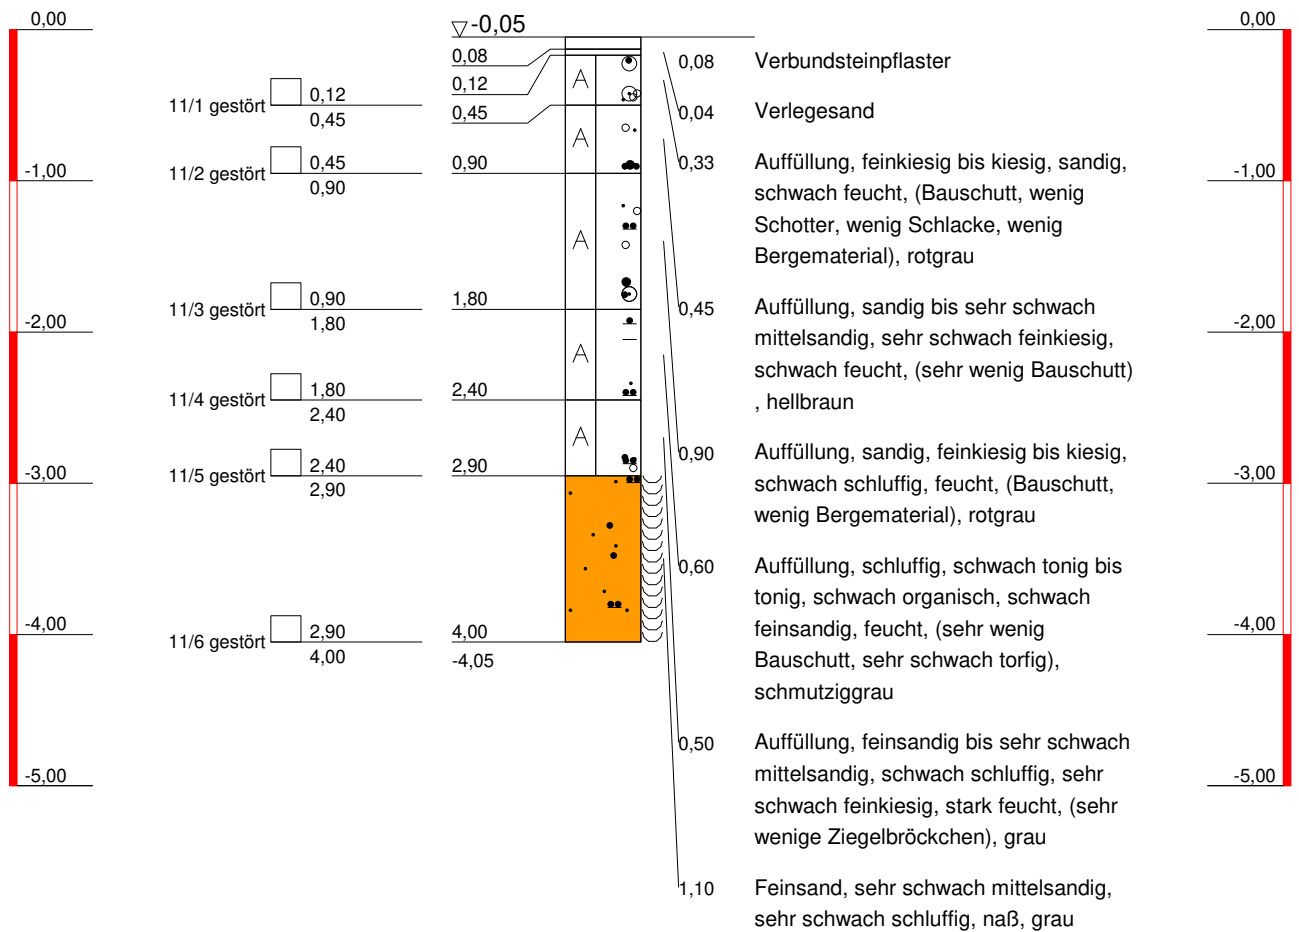 0,00
-1,00
-2,00
-3,00
-4,00
-5,00
11/1 gestört
0,12
0,45
11/2 gestört
0,45
0,90
11/3 gestört
0,90
1,80
11/4 gestört
1,80
2,40
11/5 gestört
2,40
2,90
11/6 gestört
2,90
4,00
-0,05
0,08
0,12
0,45
0,90
1,80
2,40
2,90
4,00
-4,05
A
A
A
A
A
0,08 Verbundsteinpflaster
0,04 Verlegesand
0,33 Auffüllung, feinkiesig bis kiesig, sandig,
schwach feucht, (Bauschutt, wenig
Schotter, wenig Schlacke, wenig
Bergematerial), rotgrau
0,45 Auffüllung, sandig bis sehr schwach
mittelsandig, sehr schwach feinkiesig,
schwach feucht, (sehr wenig Bauschutt)
, hellbraun
0,90 Auffüllung, sandig, feinkiesig bis kiesig,
schwach schluffig, feucht, (Bauschutt,
wenig Bergematerial), rotgrau
0,60 Auffüllung, schluffig, schwach tonig bis
tonig, schwach organisch, schwach
feinsandig, feucht, (sehr wenig
Bauschutt, sehr schwach torfig),
schmutziggrau
0,50 Auffüllung, feinsandig bis sehr schwach
mittelsandig, schwach schluffig, sehr
schwach feinkiesig, stark feucht, (sehr
wenige Ziegelbröckchen), grau
1,10 Feinsand, sehr schwach mittelsandig,
sehr schwach schluffig, naß, grau
0,00
-1,00
-2,00
-3,00
-4,00
-5,00